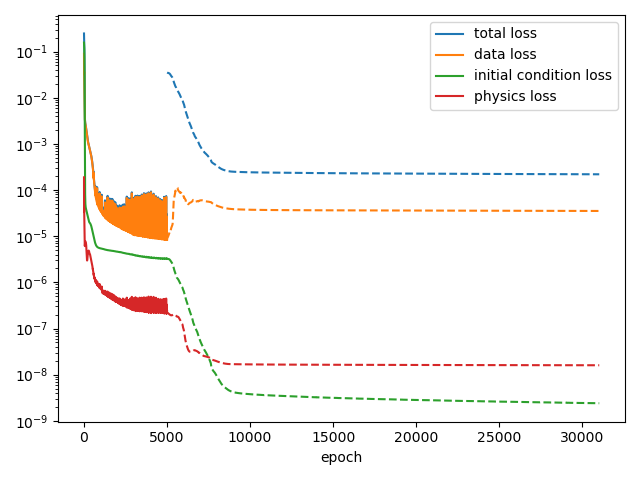 total loss
data loss
initial condition loss
physics loss
10⁻¹
10⁻²
10⁻³
10⁻⁴
10⁻⁵
10⁻⁶
10⁻⁷
10⁻⁸
10⁻⁹
0 5000 10000 15000 20000 25000 30000
epoch